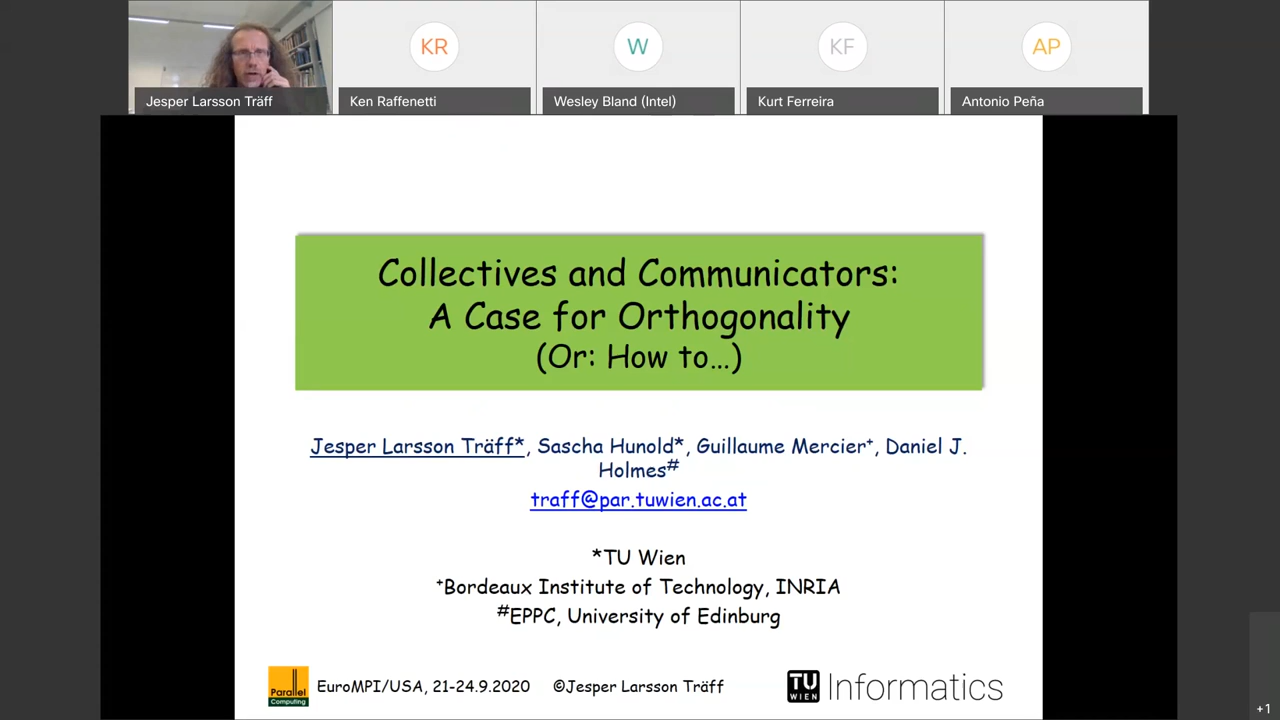 KR
W
KF
AP
Jesper Larsson Träff
Ken Raffenetti
Wesley Bland (Intel)
Kurt Ferreira
Antonio Peña
Collectives and Communicators:
A Case for Orthogonality
(Or: How to…)
Jesper Larsson Träff*, Sascha Hunold*, Guillaume Mercier+, Daniel J.
Holmes#
traff@par.tuwien.ac.at
*TU Wien
+Bordeaux Institute of Technology, INRIA
#EPPC, University of Edinburg
Parallel
Computing
EuroMPI/USA, 21-24.9.2020 ©Jesper Larsson Träff
TU
WIEN
Informatics
+1